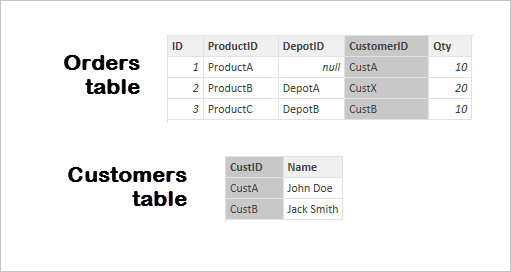 Orders
table
ID ProductID DepotID CustomerID Qty
1 ProductA null CustA 10
2 ProductB DepotA CustX 20
3 ProductC DepotB CustB 10
Customers
table
CustID Name
CustA John Doe
CustB Jack Smith